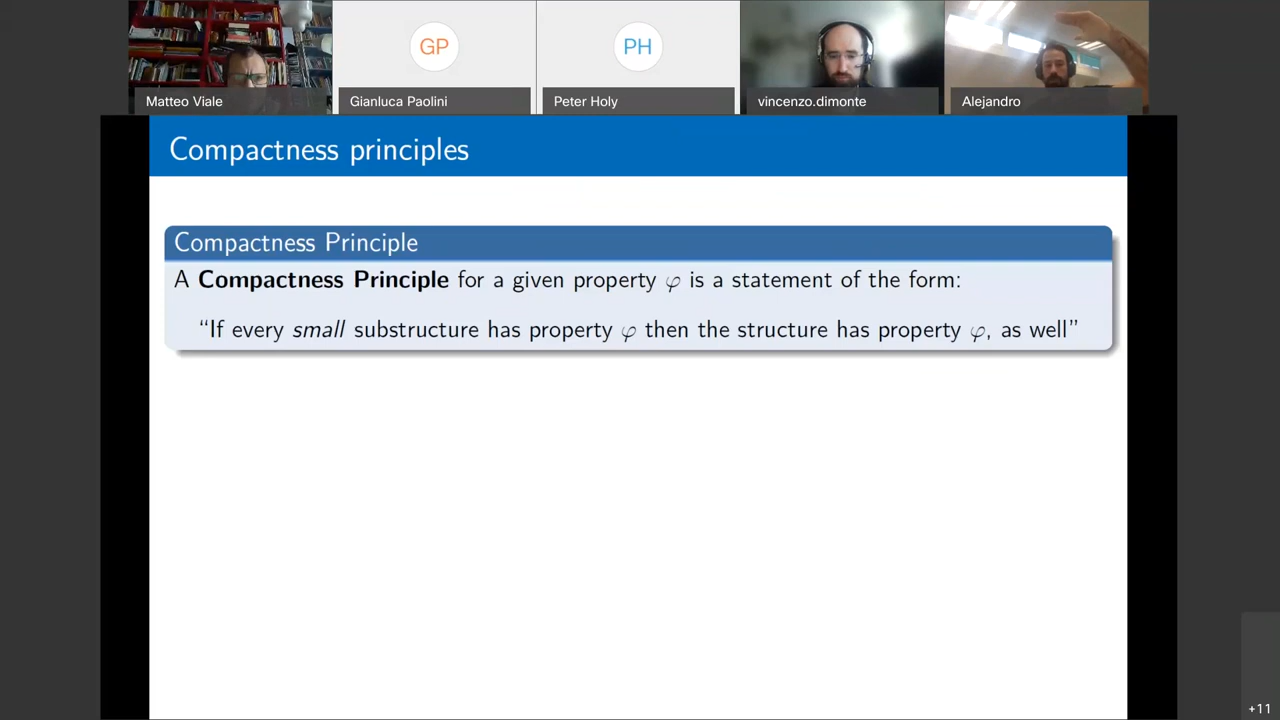 GP
PH
Matteo Viale
Gianluca Paolini
Peter Holy
vincenzo.dimonte
Alejandro
Compactness principles
Compactness Principle
A Compactness Principle for a given property φ is a statement of the form:
“If every small substructure has property φ then the structure has property φ, as well”
+11